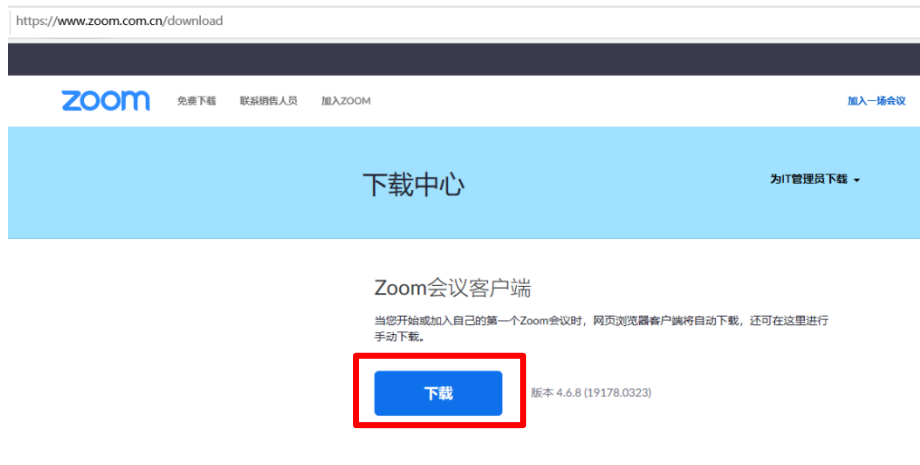 https://www.zoom.com.cn/download
zoom 免费下载 联系销售人员 加入ZOOM 加入一场会议
下载中心 为IT管理员下载
Zoom会议客户端
当您开始或加入自己的第一个Zoom会议时，网页浏览器客户端将自动下载，还可在这里进行
手动下载。
下载 版本 4.6.8 (19178.0323)